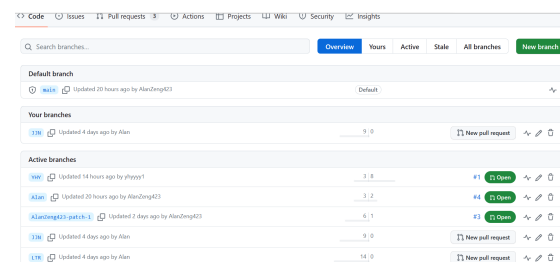 Code Issues Pull requests 3 Actions Projects Wiki Security Insights
Search branches... Overview Yours Active Stale All branches New branch
Default branch
main Updated 20 hours ago by AlanZeng423 Default
Your branches
JJN Updated 4 days ago by Alan 9 0 New pull request
Active branches
YHY Updated 14 hours ago by yhyyyy1 3 8 #1 Open
Alan Updated 20 hours ago by AlanZeng423 3 2 #4 Open
AlanZeng423-patch-1 Updated 2 days ago by AlanZeng423 6 1 #3 Open
JJN Updated 4 days ago by Alan 9 0 New pull request
LTR Updated 4 days ago by Alan 14 0 New pull request